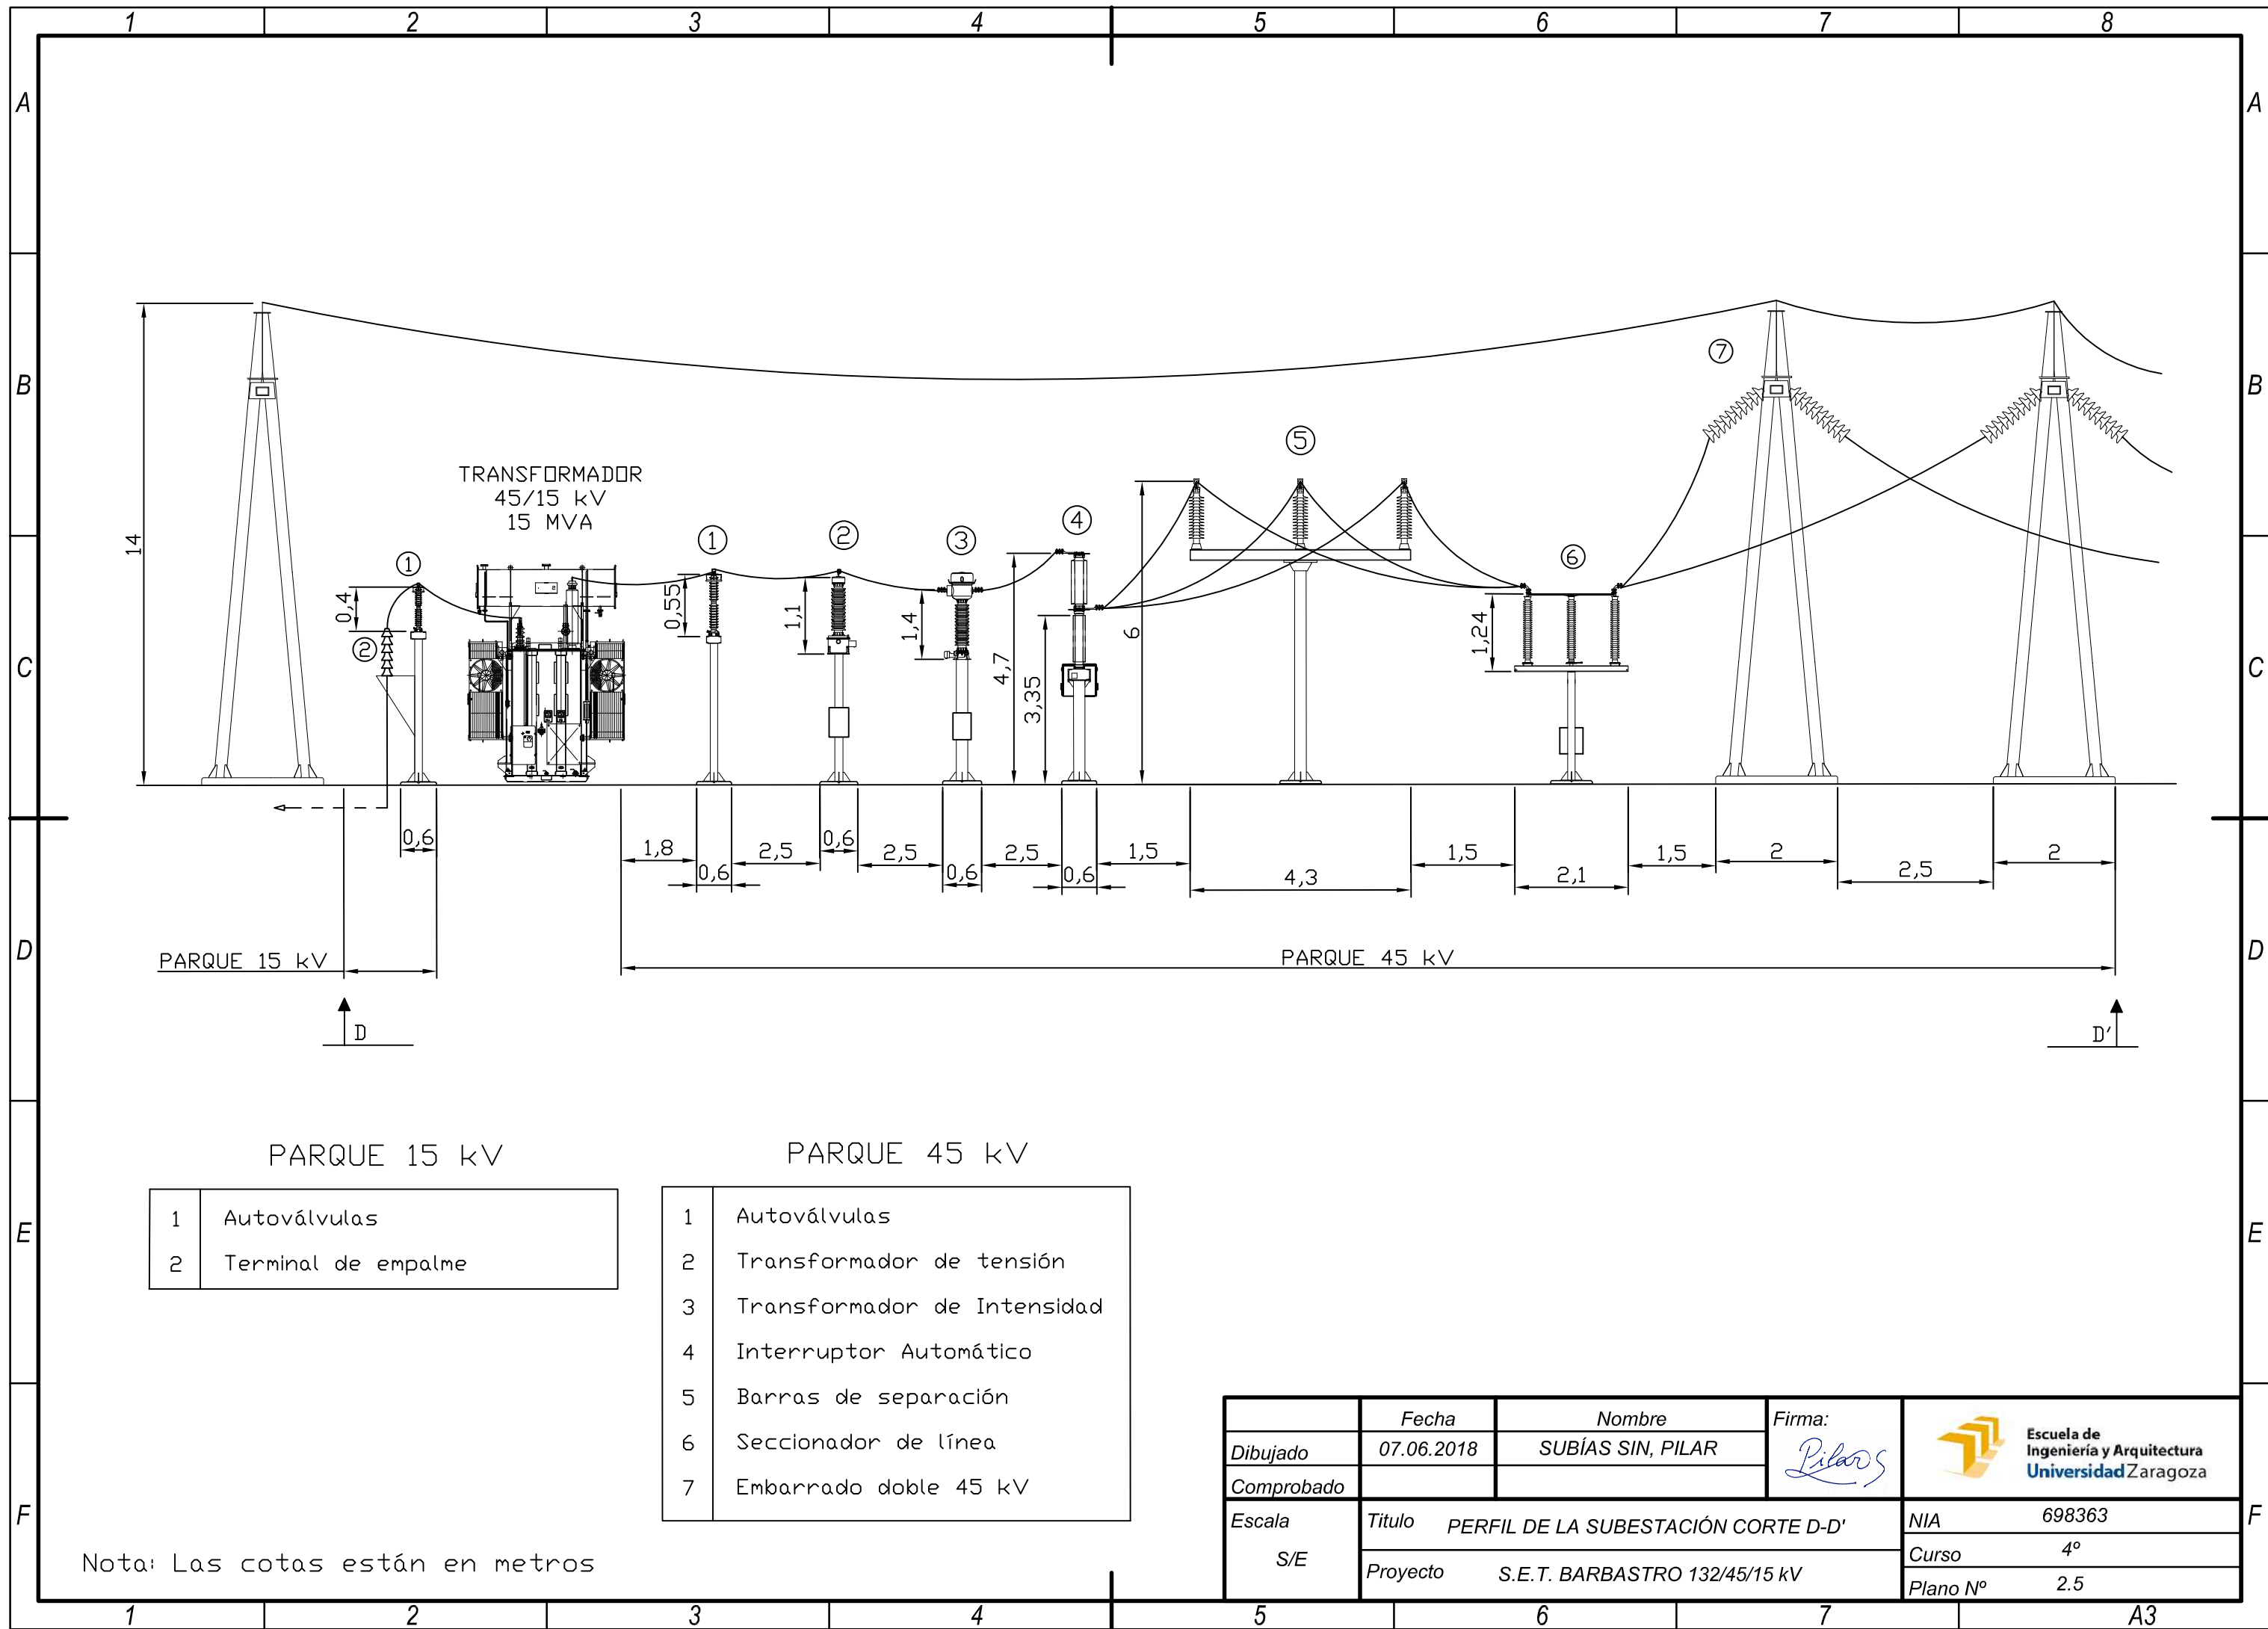 1 2 3 4 5 6 7 8
A A
B B
C C
D D
E E
F F
14
TRANSFORMADOR
45/15 kV
15 MVA
1
2
0,4
1
0,55
2
1,1
3
1,4
4
4,7
3,35
5
6
6
1,24
7
0,6
1,8
0,6
2,5
0,6
2,5
0,6
2,5
0,6
1,5
4,3
1,5
2,1
1,5
2
2,5
2
PARQUE 15 kV
PARQUE 45 kV
D
D'
PARQUE 15 kV
1 Autoválvulas
2 Terminal de empalme
PARQUE 45 kV
1 Autoválvulas
2 Transformador de tensión
3 Transformador de Intensidad
4 Interruptor Automático
5 Barras de separación
6 Seccionador de línea
7 Embarrado doble 45 kV
Nota: Las cotas están en metros
Fecha Nombre Firma:
Dibujado 07.06.2018 SUBÍAS SIN, PILAR
PilarS
Comprobado
Escuela de
Ingeniería y Arquitectura
Universidad Zaragoza
Escala
S/E
Titulo PERFIL DE LA SUBESTACIÓN CORTE D-D'
Proyecto S.E.T. BARBASTRO 132/45/15 kV
NIA 698363
Curso 4º
Plano Nº 2.5
1 2 3 4 5 6 7 A3